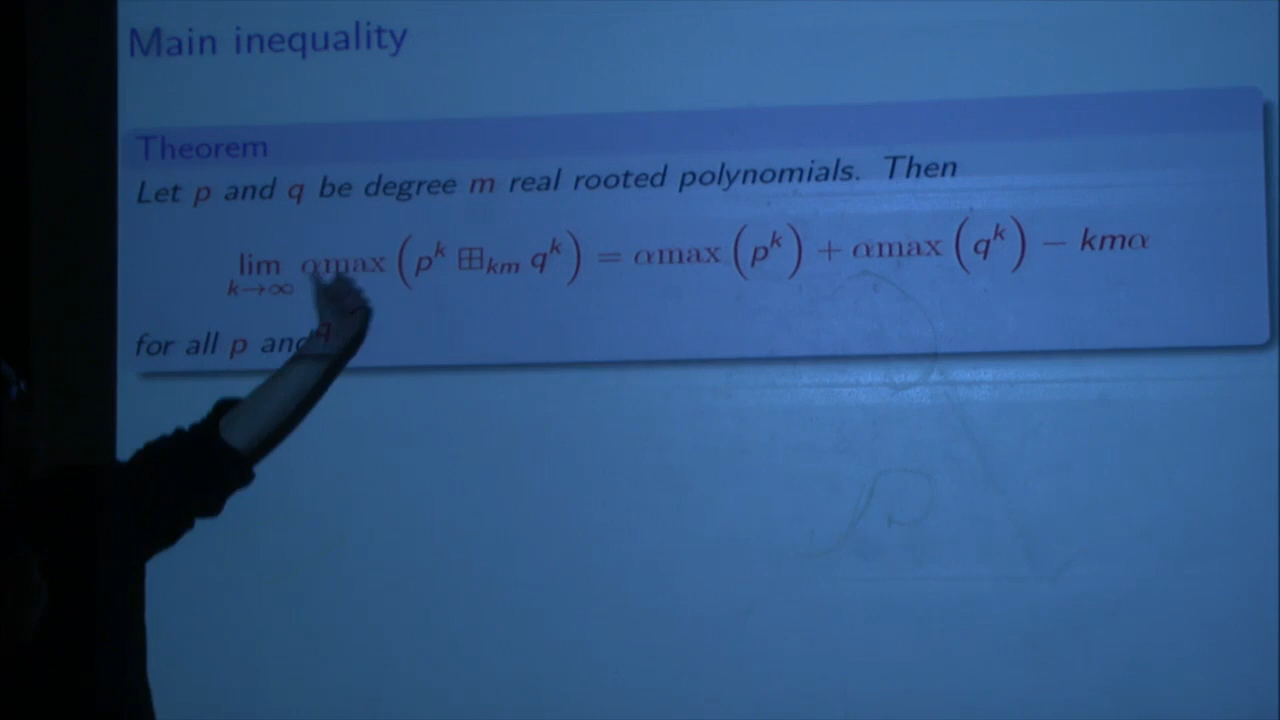 Main inequality
Theorem
Let p and q be degree m real rooted polynomials. Then
lim k→∞ αmax (p^k ⊞_{km} q^k) = αmax (p^k) + αmax (q^k) − kmα
for all p and q